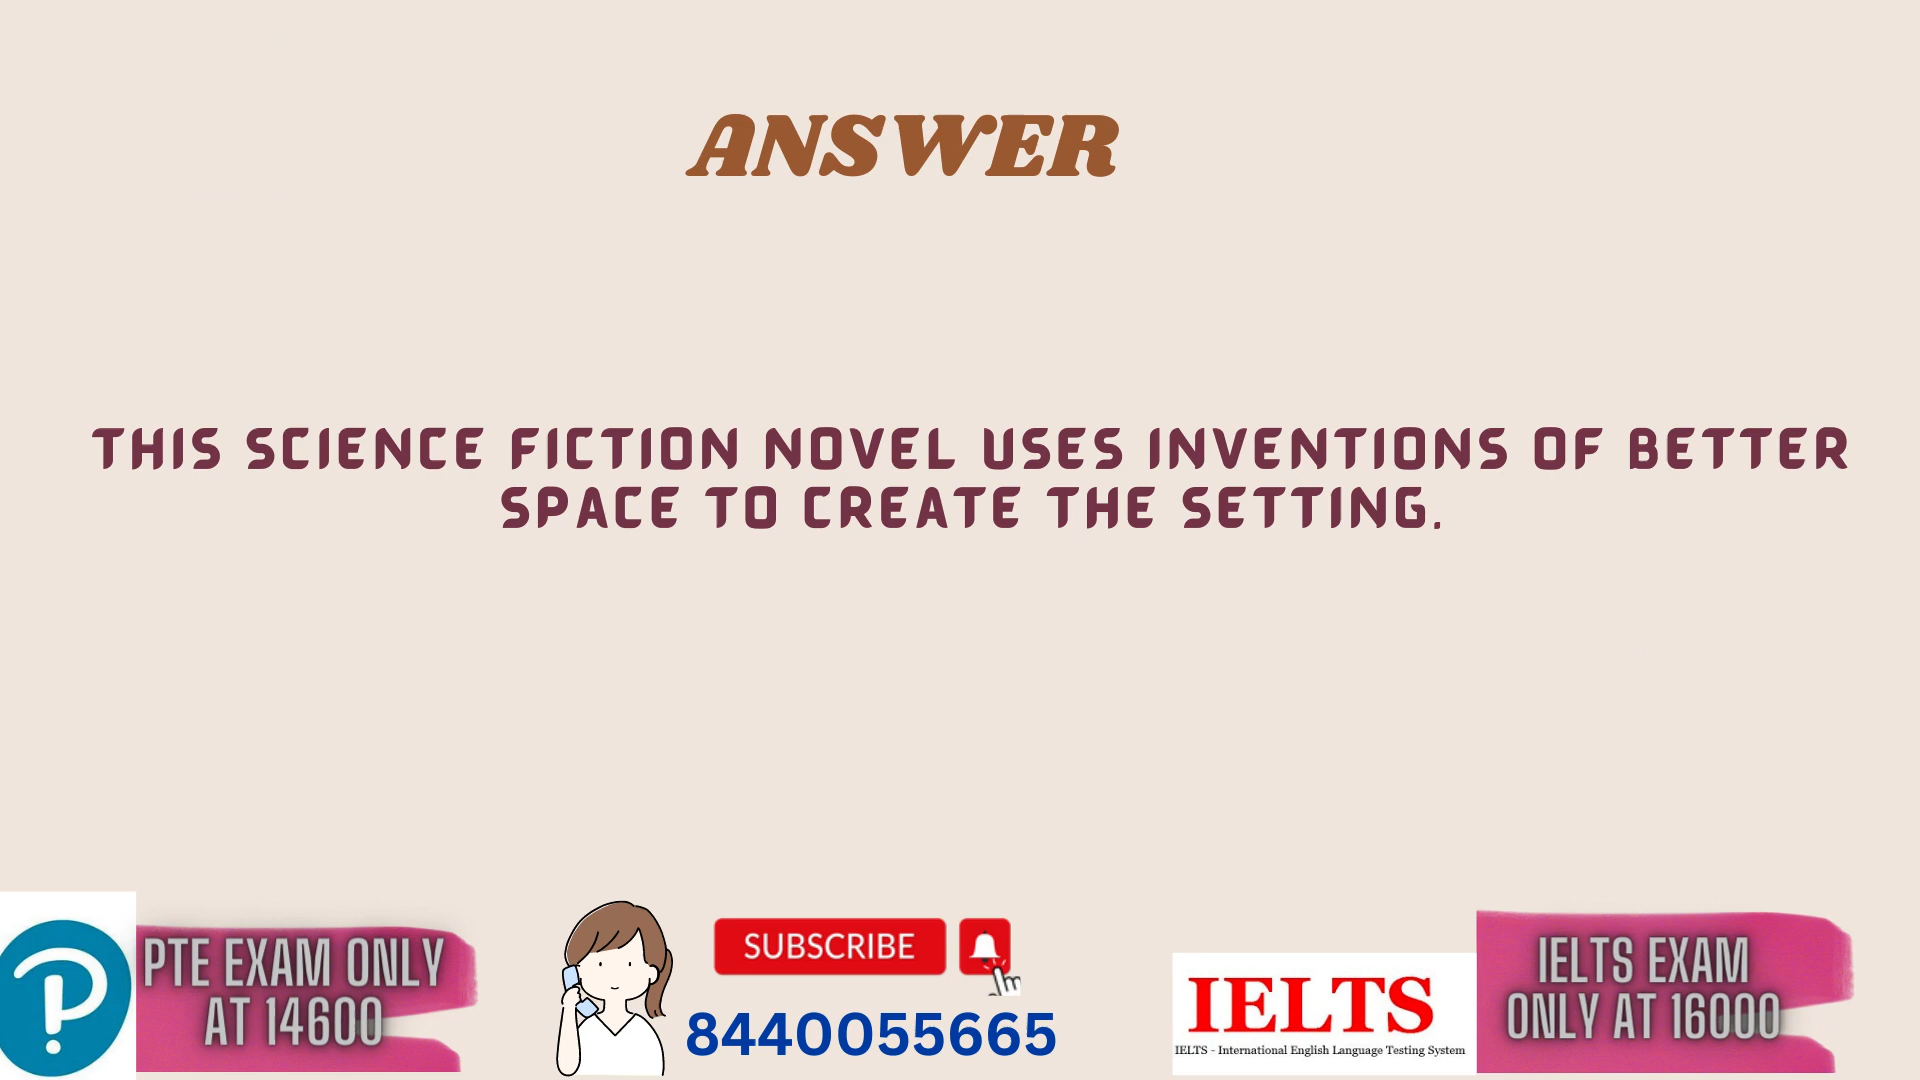 ANSWER
THIS SCIENCE FICTION NOVEL USES INVENTIONS OF BETTER
SPACE TO CREATE THE SETTING.
PTE EXAM ONLY
AT 14600
SUBSCRIBE
8440055665
IELTS
IELTS - International English Language Testing System
IELTS EXAM
ONLY AT 16000